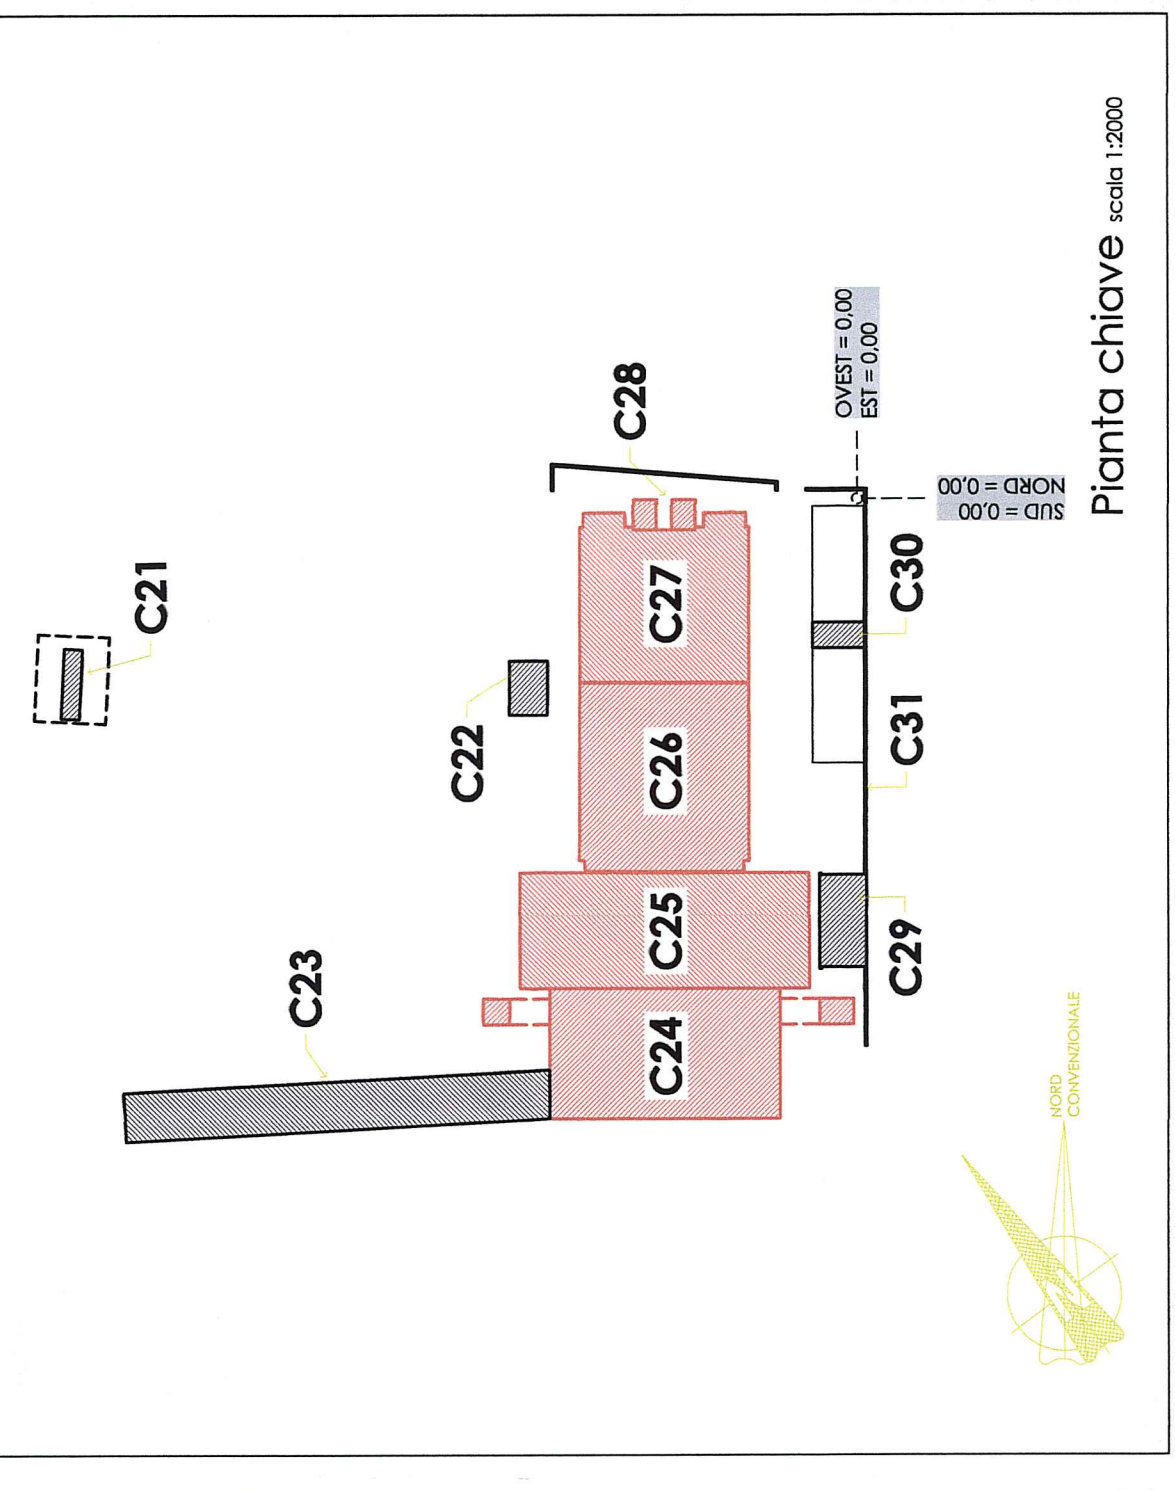 C21
C22
C23
C24
C25
C26
C27
C28
C29
C30
C31
OVEST = 0,00
EST = 0,00
SUD = 0,00
NORD = 0,00
NORD
CONVENZIONALE
Pianta chiave scala 1:2000